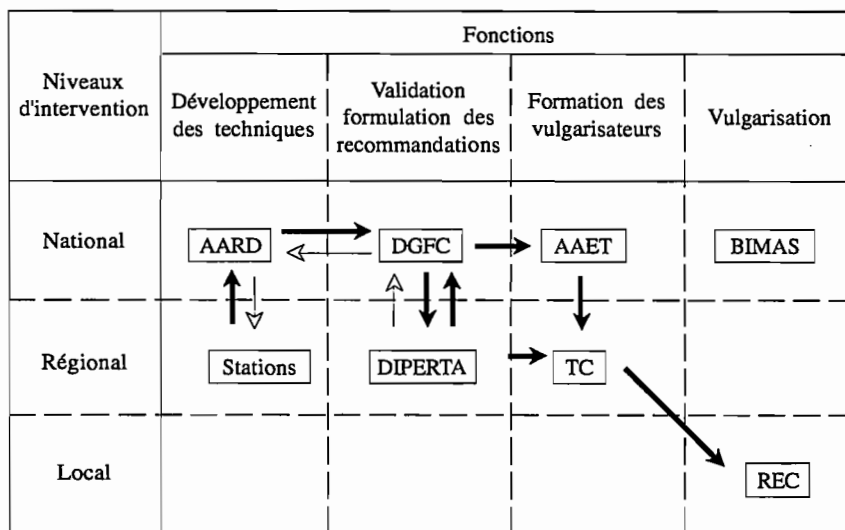 Fonctions
Niveaux
d'intervention
Développement
des techniques
Validation
formulation des
recommandations
Formation des
vulgarisateurs
Vulgarisation
National
AARD
DGFC
AAET
BIMAS
Régional
Stations
DIPERTA
TC
Local
REC